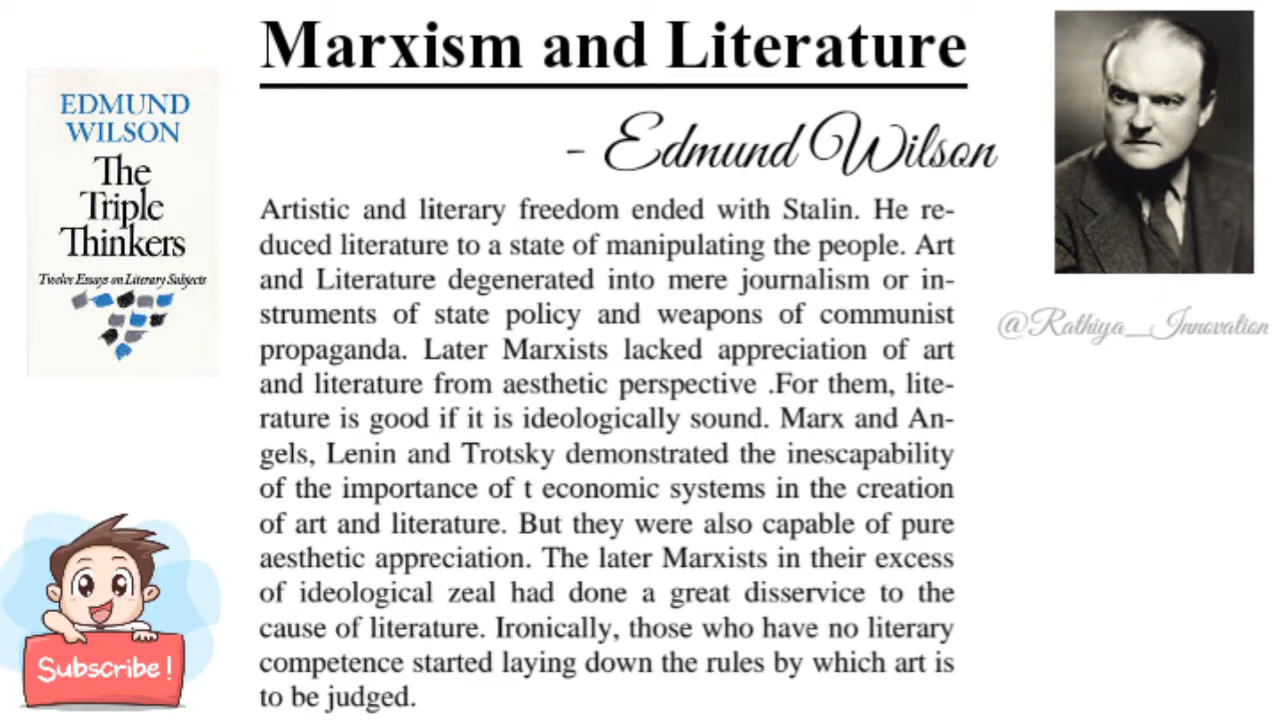 Marxism and Literature
- Edmund Wilson
EDMUND
WILSON
The
Triple
Thinkers
Twelve Essays on Literary Subjects
Artistic and literary freedom ended with Stalin. He re-
duced literature to a state of manipulating the people. Art
and Literature degenerated into mere journalism or in-
struments of state policy and weapons of communist
propaganda. Later Marxists lacked appreciation of art
and literature from aesthetic perspective .For them, lite-
rature is good if it is ideologically sound. Marx and An-
gels, Lenin and Trotsky demonstrated the inescapability
of the importance of t economic systems in the creation
of art and literature. But they were also capable of pure
aesthetic appreciation. The later Marxists in their excess
of ideological zeal had done a great disservice to the
cause of literature. Ironically, those who have no literary
competence started laying down the rules by which art is
to be judged.
@Rathiya_Innovation
Subscribe!